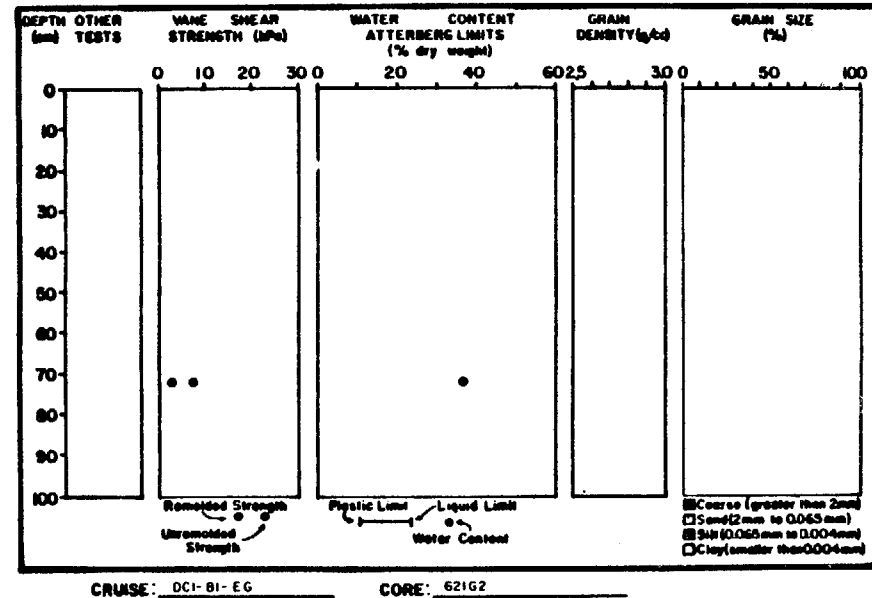 DEPTH OTHER VANE SHEAR WATER CONTENT GRAIN GRAIN SIZE
(cm) TESTS STRENGTH (kPa) ATTERBERG LIMITS DENSITY(g/cc) (%)
(% dry weight)
0 10 20 30 0 20 40 60 2.5 3.0 0 50 100
0
10
20
30
40
50
60
70
80
90
100
Remolded Strength Plastic Limit Liquid Limit
Unremolded Strength
Water Content
Coarse (greater than 2mm)
Sand(2mm to 0.065mm)
Silt(0.065mm to 0.004mm)
Clay(smaller than 0.004mm)
CRUISE: DC1-81-EG CORE: 621G2